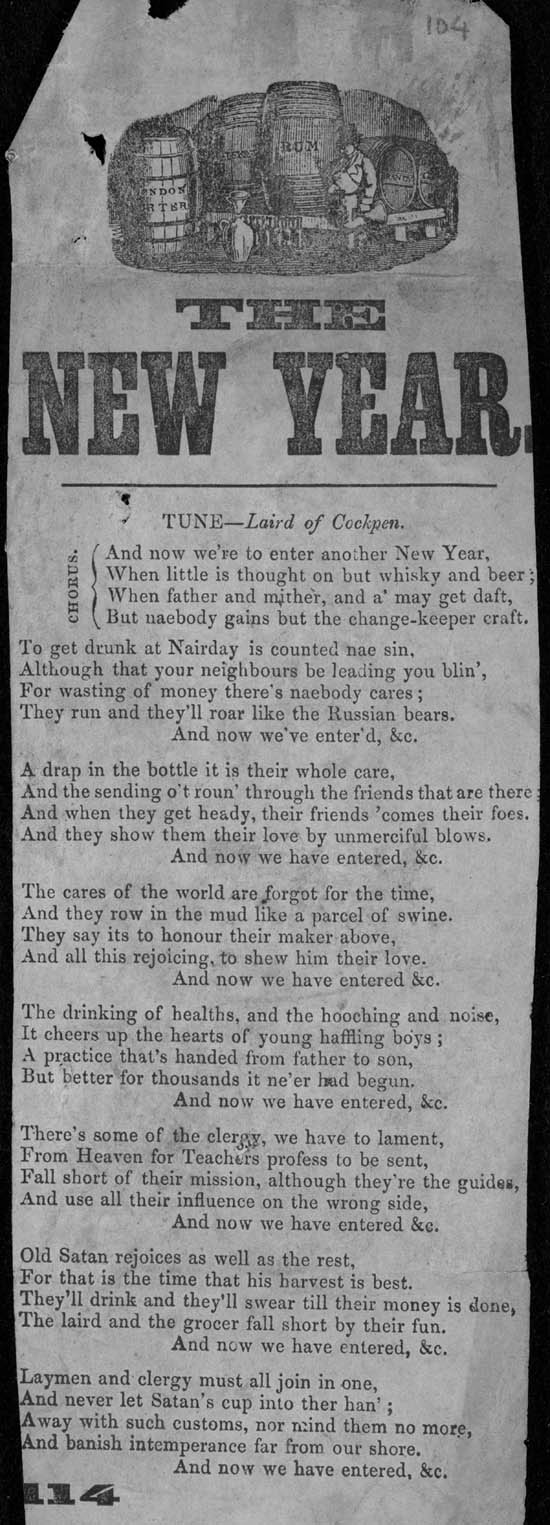 104
NDON
RTER
RUM
THE
NEW YEAR.
TUNE—Laird of Cockpen.
CHORUS.
And now we're to enter another New Year,
When little is thought on but whisky and beer;
When father and mither, and a' may get daft,
But naebody gains but the change-keeper craft.
To get drunk at Nairday is counted nae sin,
Although that your neighbours be leading you blin',
For wasting of money there's naebody cares;
They run and they'll roar like the Russian bears.
And now we've enter'd, &c.
A drap in the bottle it is their whole care,
And the sending o't roun' through the friends that are there;
And when they get heady, their friends 'comes their foes.
And they show them their love by unmerciful blows.
And now we have entered, &c.
The cares of the world are forgot for the time,
And they row in the mud like a parcel of swine.
They say its to honour their maker above,
And all this rejoicing, to shew him their love.
And now we have entered &c.
The drinking of healths, and the hooching and noise,
It cheers up the hearts of young haffling boys;
A practice that's handed from father to son,
But better for thousands it ne'er had begun.
And now we have entered, &c.
There's some of the clergy, we have to lament,
From Heaven for Teachers profess to be sent,
Fall short of their mission, although they're the guides,
And use all their influence on the wrong side,
And now we have entered &c.
Old Satan rejoices as well as the rest,
For that is the time that his harvest is best.
They'll drink and they'll swear till their money is done,
The laird and the grocer fall short by their fun.
And now we have entered, &c.
Laymen and clergy must all join in one,
And never let Satan's cup into ther han';
Away with such customs, nor mind them no more,
And banish intemperance far from our shore.
And now we have entered, &c.
114